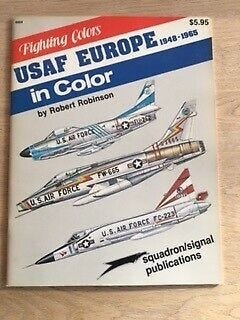 Fighting Colors
$5.95
USAF EUROPE 1948-1965
in Color
by Robert Robinson
U.S. AIR FORCE
U.S. AIR FORCE FW-665
U.S. AIR FORCE FC-223
squadron/signal
publications